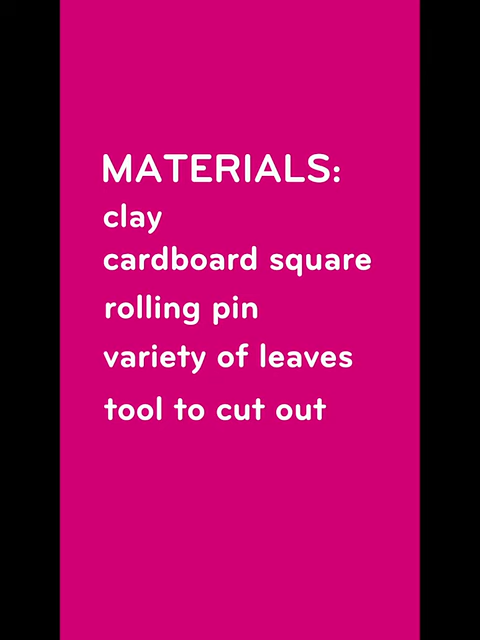 MATERIALS:
clay
cardboard square
rolling pin
variety of leaves
tool to cut out